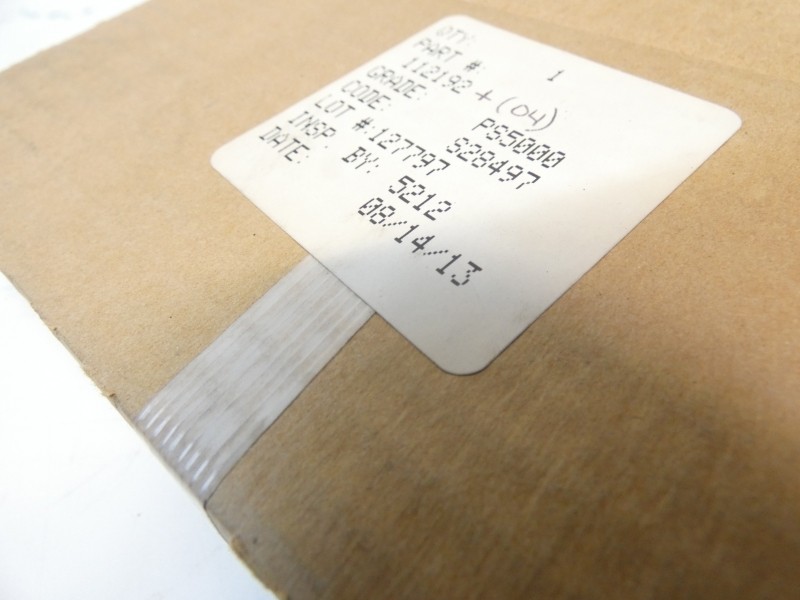 QTY: 1
PART #:
112192 + (04)
GRADE: PS5000
CODE: S28497
LOT #:127797
INSP. BY: 5212
DATE: 08/14/13